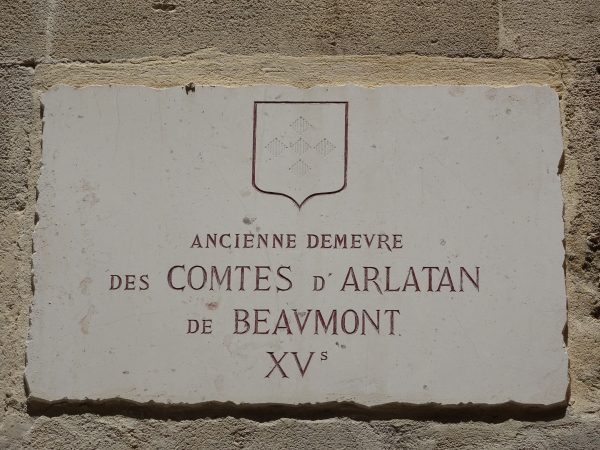 ANCIENNE DEMEVRE
DES COMTES D'ARLATAN
DE BEAVMONT
XVs